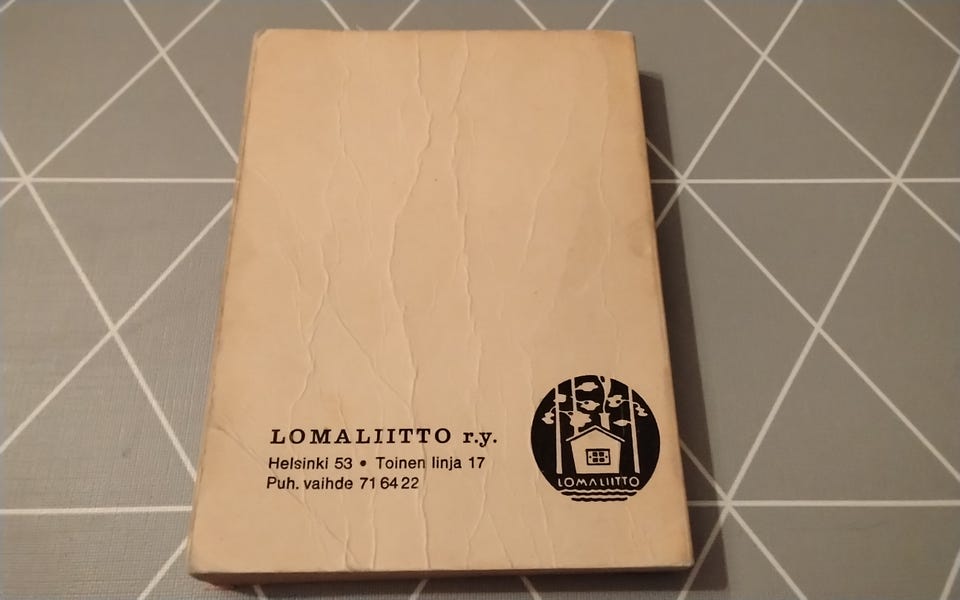 LOMALIITTO r.y.
Helsinki 53 • Toinen linja 17
Puh. vaihde 71 64 22
LOMALIITTO